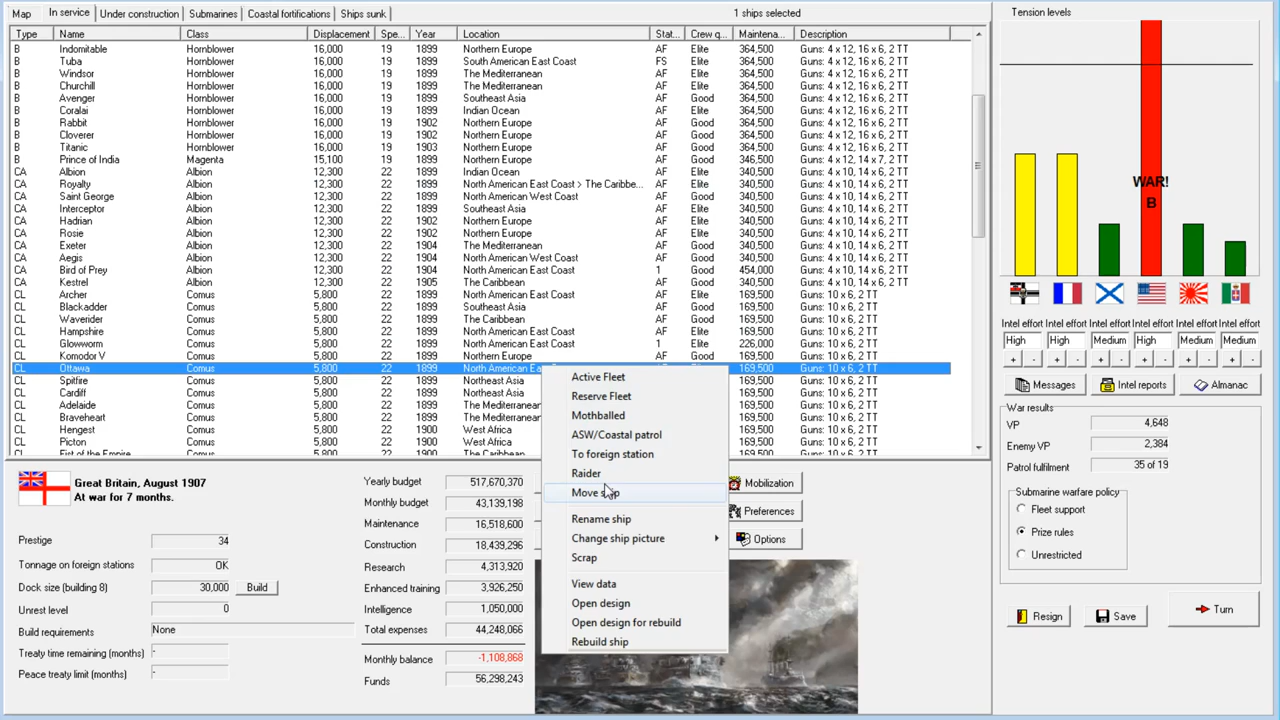 Map In service Under construction Submarines Coastal fortifications Ships sunk 1 ships selected Tension levels
Type Name Class Displacement Spe... Year Location Stat... Crew q... Maintena... Description
B Indomitable Hornblower 16,000 19 1899 Northern Europe AF Elite 364,500 Guns: 4 x 12, 16 x 6, 2 TT
B Tuba Hornblower 16,000 19 1899 South American East Coast FS Elite 364,500 Guns: 4 x 12, 16 x 6, 2 TT
B Windsor Hornblower 16,000 19 1899 The Mediterranean AF Elite 364,500 Guns: 4 x 12, 16 x 6, 2 TT
B Churchill Hornblower 16,000 19 1899 The Mediterranean AF Elite 364,500 Guns: 4 x 12, 16 x 6, 2 TT
B Avenger Hornblower 16,000 19 1899 Southeast Asia AF Good 364,500 Guns: 4 x 12, 16 x 6, 2 TT
B Coralai Hornblower 16,000 19 1899 Indian Ocean AF Good 364,500 Guns: 4 x 12, 16 x 6, 2 TT
B Rabbit Hornblower 16,000 19 1902 Northern Europe AF Good 364,500 Guns: 4 x 12, 16 x 6, 2 TT
B Cloverer Hornblower 16,000 19 1902 Northern Europe AF Good 364,500 Guns: 4 x 12, 16 x 6, 2 TT
B Titanic Hornblower 16,000 19 1903 Northern Europe AF Good 364,500 Guns: 4 x 12, 16 x 6, 2 TT
B Prince of India Magenta 15,100 19 1899 The Mediterranean AF Good 346,500 Guns: 4 x 12, 14 x 7, 2 TT
CA Albion Albion 12,300 22 1899 Indian Ocean AF Elite 340,500 Guns: 4 x 10, 14 x 6, 2 TT
CA Royalty Albion 12,300 22 1899 North American East Coast > The Caribbe... AF Elite 340,500 Guns: 4 x 10, 14 x 6, 2 TT
CA Saint George Albion 12,300 22 1899 North American West Coast AF Elite 340,500 Guns: 4 x 10, 14 x 6, 2 TT
CA Interceptor Albion 12,300 22 1899 Southeast Asia AF Elite 340,500 Guns: 4 x 10, 14 x 6, 2 TT
CA Hadrian Albion 12,300 22 1902 Northern Europe AF Elite 340,500 Guns: 4 x 10, 14 x 6, 2 TT
CA Rosie Albion 12,300 22 1902 Northern Europe AF Good 340,500 Guns: 4 x 10, 14 x 6, 2 TT
CA Exeter Albion 12,300 22 1904 The Mediterranean AF Good 340,500 Guns: 4 x 10, 14 x 6, 2 TT
CA Aegis Albion 12,300 22 1904 North American West Coast AF Elite 340,500 Guns: 4 x 10, 14 x 6, 2 TT
CA Bird of Prey Albion 12,300 22 1904 North American East Coast 1 Good 454,000 Guns: 4 x 10, 14 x 6, 2 TT
CA Kestrel Albion 12,300 22 1905 The Caribbean AF Good 340,500 Guns: 4 x 10, 14 x 6, 2 TT
CL Archer Comus 5,800 22 1899 North American East Coast AF Good 169,500 Guns: 10 x 6, 2 TT
CL Blackadder Comus 5,800 22 1899 Southeast Asia AF Good 169,500 Guns: 10 x 6, 2 TT
CL Waverider Comus 5,800 22 1899 The Caribbean AF Good 169,500 Guns: 10 x 6, 2 TT
CL Hampshire Comus 5,800 22 1899 North American East Coast AF Elite 169,500 Guns: 10 x 6, 2 TT
CL Glowworm Comus 5,800 22 1899 North American East Coast 1 Elite 226,000 Guns: 10 x 6, 2 TT
CL Komodor V Comus 5,800 22 1899 Northern Europe AF Good 169,500 Guns: 10 x 6, 2 TT
CL Ottawa Comus 5,800 22 1899 North American Ea 169,500 Guns: 10 x 6, 2 TT
CL Spitfire Comus 5,800 22 1899 Northeast Asia 169,500 Guns: 10 x 6, 2 TT
CL Cardiff Comus 5,800 22 1899 Northeast Asia 169,500 Guns: 10 x 6, 2 TT
CL Adelaide Comus 5,800 22 1899 The Mediterranea 169,500 Guns: 10 x 6, 2 TT
CL Braveheart Comus 5,800 22 1899 The Mediterranea 169,500 Guns: 10 x 6, 2 TT
CL Hengest Comus 5,800 22 1900 West Africa 169,500 Guns: 10 x 6, 2 TT
CL Picton Comus 5,800 22 1900 West Africa 169,500 Guns: 10 x 6, 2 TT
CL Fist of the Empire Comus 5,800 22 1900 The Mediterranea 169,500 Guns: 10 x 6, 2 TT
Active Fleet
Reserve Fleet
Mothballed
ASW/Coastal patrol
To foreign station
Raider
Move ship
Rename ship
Change ship picture
Scrap
View data
Open design
Open design for rebuild
Rebuild ship
WAR!
B
Intel effort Intel effort Intel effort Intel effort Intel effort Intel effort
High High Medium High Medium Medium
+ - + - + - + - + - + -
Messages Intel reports Almanac
War results
VP 4,648
Enemy VP 2,384
Patrol fulfilment 35 of 19
Submarine warfare policy
Fleet support
Prize rules
Unrestricted
Resign Save Turn
Great Britain, August 1907
At war for 7 months.
Prestige 34
Tonnage on foreign stations OK
Dock size (building 8) 30,000 Build
Unrest level 0
Build requirements None
Treaty time remaining (months) -
Peace treaty limit (months) -
Yearly budget 517,670,370
Monthly budget 43,139,198
Maintenance 16,518,600
Construction 18,439,296
Research 4,313,920
Enhanced training 3,926,250
Intelligence 1,050,000
Total expenses 44,248,066
Monthly balance -1,108,868
Funds 56,298,243
Mobilization
Preferences
Options